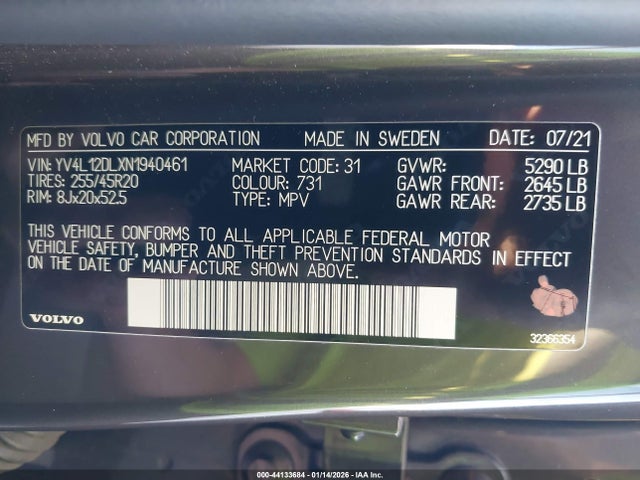 MFD BY VOLVO CAR CORPORATION MADE IN SWEDEN DATE: 07/21
VIN: YV4L12DLXN1940461 MARKET CODE: 31 GVWR: 5290 LB
TIRES: 255/45R20 COLOUR: 731 GAWR FRONT: 2645 LB
RIM: 8Jx20x52.5 TYPE: MPV GAWR REAR: 2735 LB
THIS VEHICLE CONFORMS TO ALL APPLICABLE FEDERAL MOTOR
VEHICLE SAFETY, BUMPER AND THEFT PREVENTION STANDARDS IN EFFECT
ON THE DATE OF MANUFACTURE SHOWN ABOVE.
VOLVO
32366354
000-44133684 - 01/14/2026 - IAA Inc.